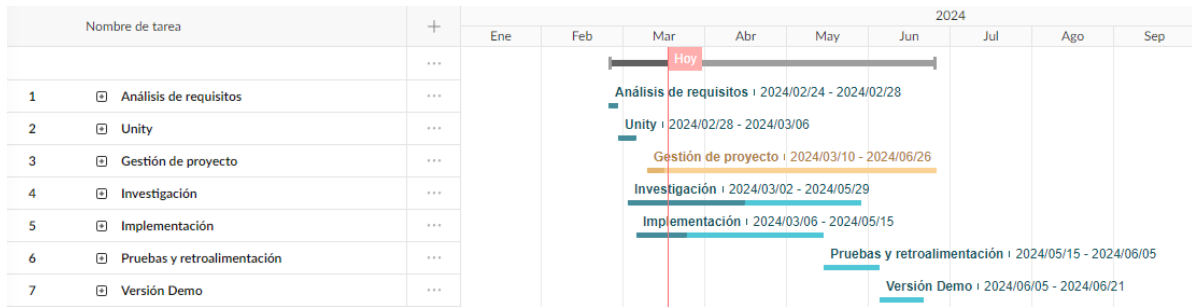 Nombre de tarea
2024
Ene Feb Mar Abr May Jun Jul Ago Sep
Hoy
1 Análisis de requisitos Análisis de requisitos 2024/02/24 - 2024/02/28
2 Unity Unity 2024/02/28 - 2024/03/06
3 Gestión de proyecto Gestión de proyecto 2024/03/10 - 2024/06/26
4 Investigación Investigación 2024/03/02 - 2024/05/29
5 Implementación Implementación 2024/03/06 - 2024/05/15
6 Pruebas y retroalimentación Pruebas y retroalimentación 2024/05/15 - 2024/06/05
7 Versión Demo Versión Demo 2024/06/05 - 2024/06/21